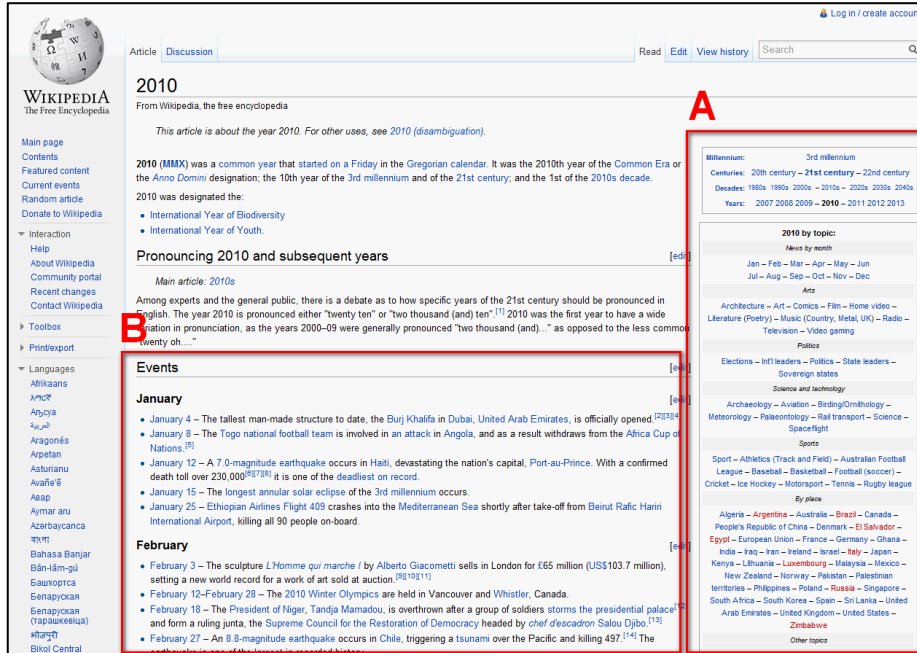 Log in / create account
WIKIPEDIA
The Free Encyclopedia
Main page
Contents
Featured content
Current events
Random article
Donate to Wikipedia
Interaction
Help
About Wikipedia
Community portal
Recent changes
Contact Wikipedia
Toolbox
Print/export
Languages
Afrikaans
አማርኛ
Аҧсуа
العربية
Aragonés
Arpetan
Asturianu
Avañe'ẽ
Авар
Aymar aru
Azərbaycanca
বাংলা
Bahasa Banjar
Bân-lâm-gú
Башҡортса
Беларуская
Беларуская
(тарашкевіца)
भोजपुरी
Bikol Central
Article Discussion
Read Edit View history Search
2010
From Wikipedia, the free encyclopedia
This article is about the year 2010. For other uses, see 2010 (disambiguation).
2010 (MMX) was a common year that started on a Friday in the Gregorian calendar. It was the 2010th year of the Common Era or
the Anno Domini designation; the 10th year of the 3rd millennium and of the 21st century; and the 1st of the 2010s decade.
2010 was designated the:
• International Year of Biodiversity
• International Year of Youth.
Pronouncing 2010 and subsequent years [edit]
Main article: 2010s
Among experts and the general public, there is a debate as to how specific years of the 21st century should be pronounced in
English. The year 2010 is pronounced either "twenty ten" or "two thousand (and) ten".[1] 2010 was the first year to have a wide
variation in pronunciation, as the years 2000–09 were generally pronounced "two thousand (and)..." as opposed to the less common
"twenty oh...."
B
Events [edit]
January [edit]
• January 4 – The tallest man-made structure to date, the Burj Khalifa in Dubai, United Arab Emirates, is officially opened.[2][3][4]
• January 8 – The Togo national football team is involved in an attack in Angola, and as a result withdraws from the Africa Cup of
Nations.[5]
• January 12 – A 7.0-magnitude earthquake occurs in Haiti, devastating the nation's capital, Port-au-Prince. With a confirmed
death toll over 230,000[6][7][8] it is one of the deadliest on record.
• January 15 – The longest annular solar eclipse of the 3rd millennium occurs.
• January 25 – Ethiopian Airlines Flight 409 crashes into the Mediterranean Sea shortly after take-off from Beirut Rafic Hariri
International Airport, killing all 90 people on-board.
February [edit]
• February 3 – The sculpture L'Homme qui marche I by Alberto Giacometti sells in London for £65 million (US$103.7 million),
setting a new world record for a work of art sold at auction.[9][10][11]
• February 12–February 28 – The 2010 Winter Olympics are held in Vancouver and Whistler, Canada.
• February 18 – The President of Niger, Tandja Mamadou, is overthrown after a group of soldiers storms the presidential palace[12]
and form a ruling junta, the Supreme Council for the Restoration of Democracy headed by chef d'escadron Salou Djibo.[13]
• February 27 – An 8.8-magnitude earthquake occurs in Chile, triggering a tsunami over the Pacific and killing 497.[14] The
earthquake is one of the largest in recorded history.
A
Millennium: 3rd millennium
Centuries: 20th century – 21st century – 22nd century
Decades: 1980s 1990s 2000s – 2010s – 2020s 2030s 2040s
Years: 2007 2008 2009 – 2010 – 2011 2012 2013
2010 by topic:
News by month
Jan – Feb – Mar – Apr – May – Jun
Jul – Aug – Sep – Oct – Nov – Dec
Arts
Architecture – Art – Comics – Film – Home video –
Literature (Poetry) – Music (Country, Metal, UK) – Radio –
Television – Video gaming
Politics
Elections – Int'l leaders – Politics – State leaders –
Sovereign states
Science and technology
Archaeology – Aviation – Birding/Ornithology –
Meteorology – Palaeontology – Rail transport – Science –
Spaceflight
Sports
Sport – Athletics (Track and Field) – Australian Football
League – Baseball – Basketball – Football (soccer) –
Cricket – Ice Hockey – Motorsport – Tennis – Rugby league
By place
Algeria – Argentina – Australia – Brazil – Canada –
People's Republic of China – Denmark – El Salvador –
Egypt – European Union – France – Germany – Ghana –
India – Iraq – Iran – Ireland – Israel – Italy – Japan –
Kenya – Lithuania – Luxembourg – Malaysia – Mexico –
New Zealand – Norway – Pakistan – Palestinian
territories – Philippines – Poland – Russia – Singapore –
South Africa – South Korea – Spain – Sri Lanka – United
Arab Emirates – United Kingdom – United States –
Zimbabwe
Other topics